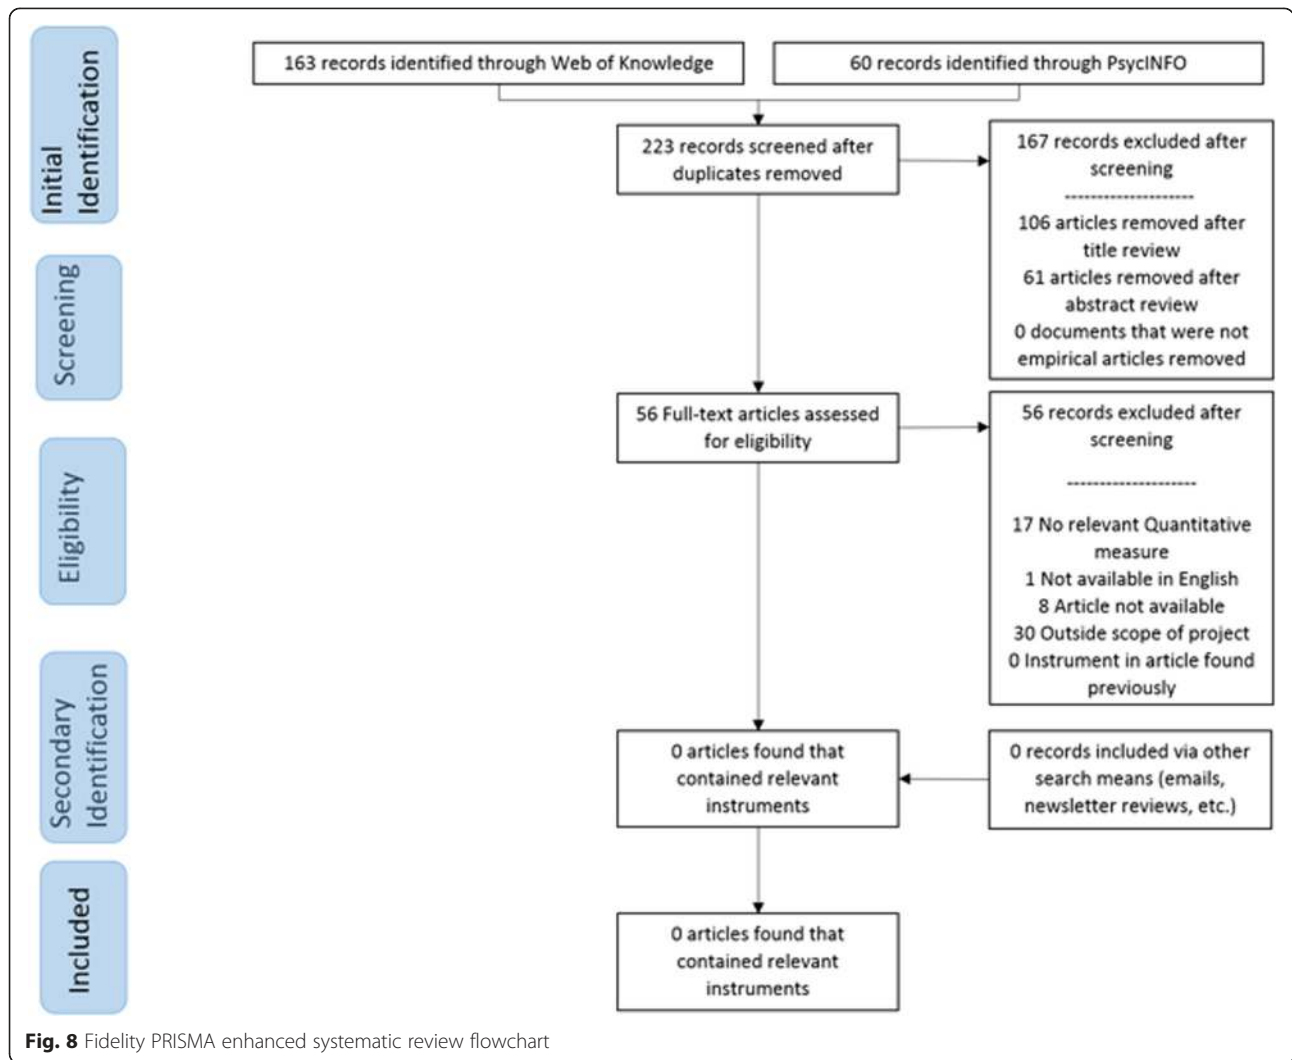 Initial
Identification
163 records identified through Web of Knowledge
60 records identified through PsycINFO
223 records screened after
duplicates removed
167 records excluded after
screening
---------------------
106 articles removed after
title review
61 articles removed after
abstract review
0 documents that were not
empirical articles removed
Screening
56 Full-text articles assessed
for eligibility
56 records excluded after
screening
---------------------
17 No relevant Quantitative
measure
1 Not available in English
8 Article not available
30 Outside scope of project
0 Instrument in article found
previously
Eligibility
Secondary
Identification
0 articles found that
contained relevant
instruments
0 records included via other
search means (emails,
newsletter reviews, etc.)
Included
0 articles found that
contained relevant
instruments
Fig. 8 Fidelity PRISMA enhanced systematic review flowchart